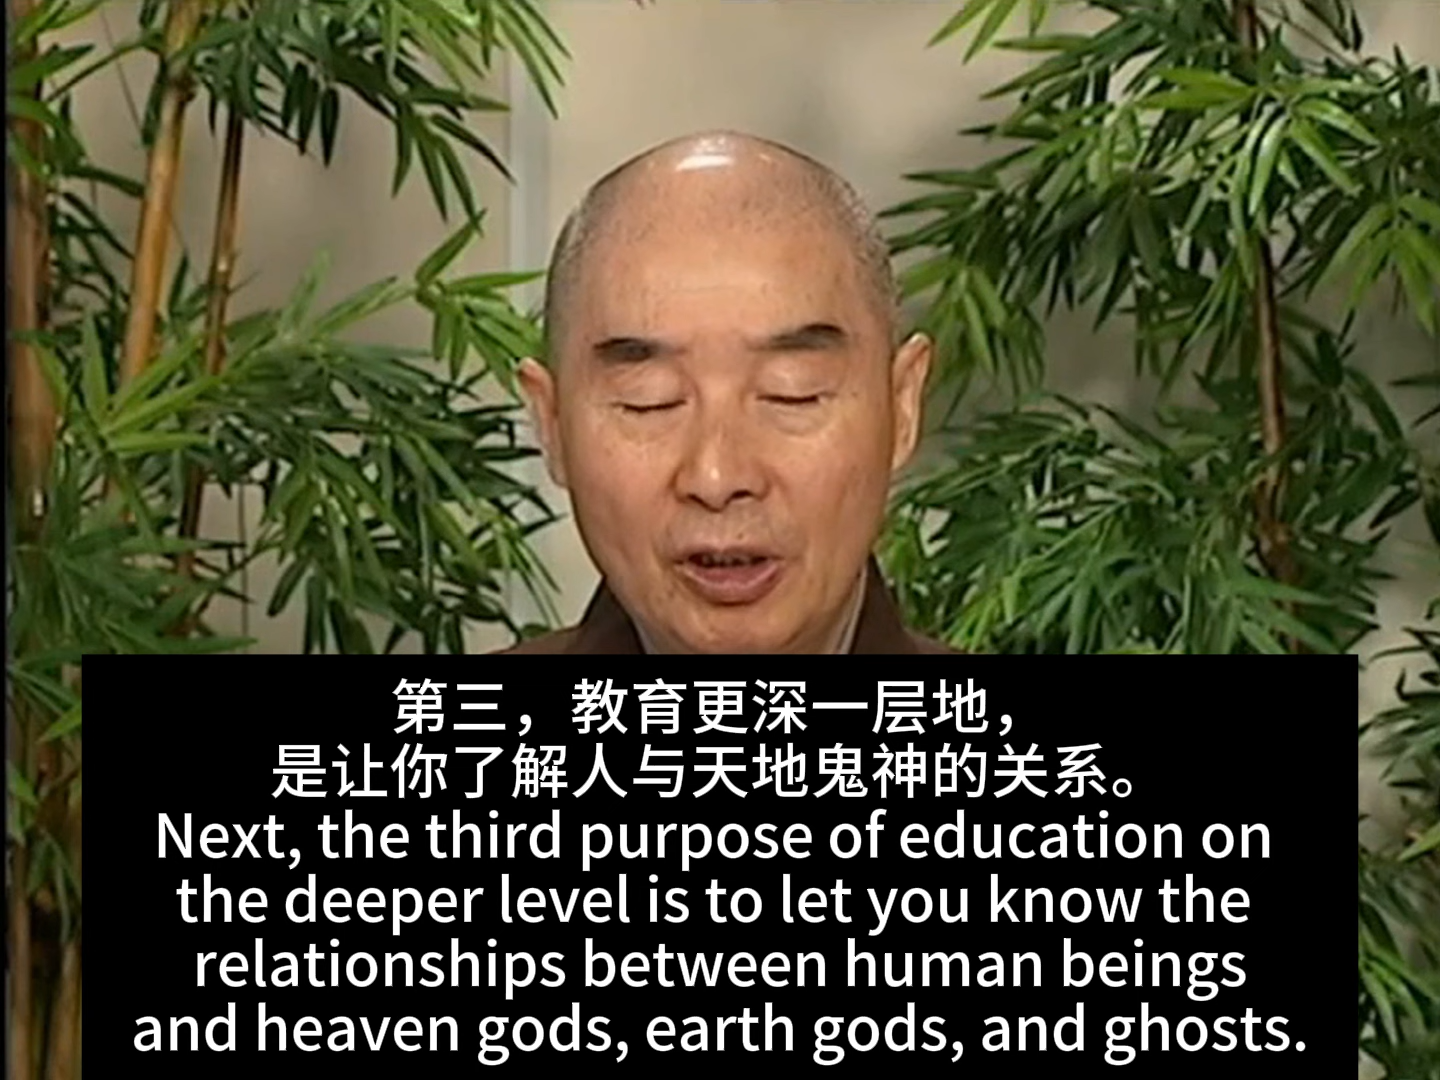 第三，教育更深一层地，
是让你了解人与天地鬼神的关系。
Next, the third purpose of education on
the deeper level is to let you know the
relationships between human beings
and heaven gods, earth gods, and ghosts.